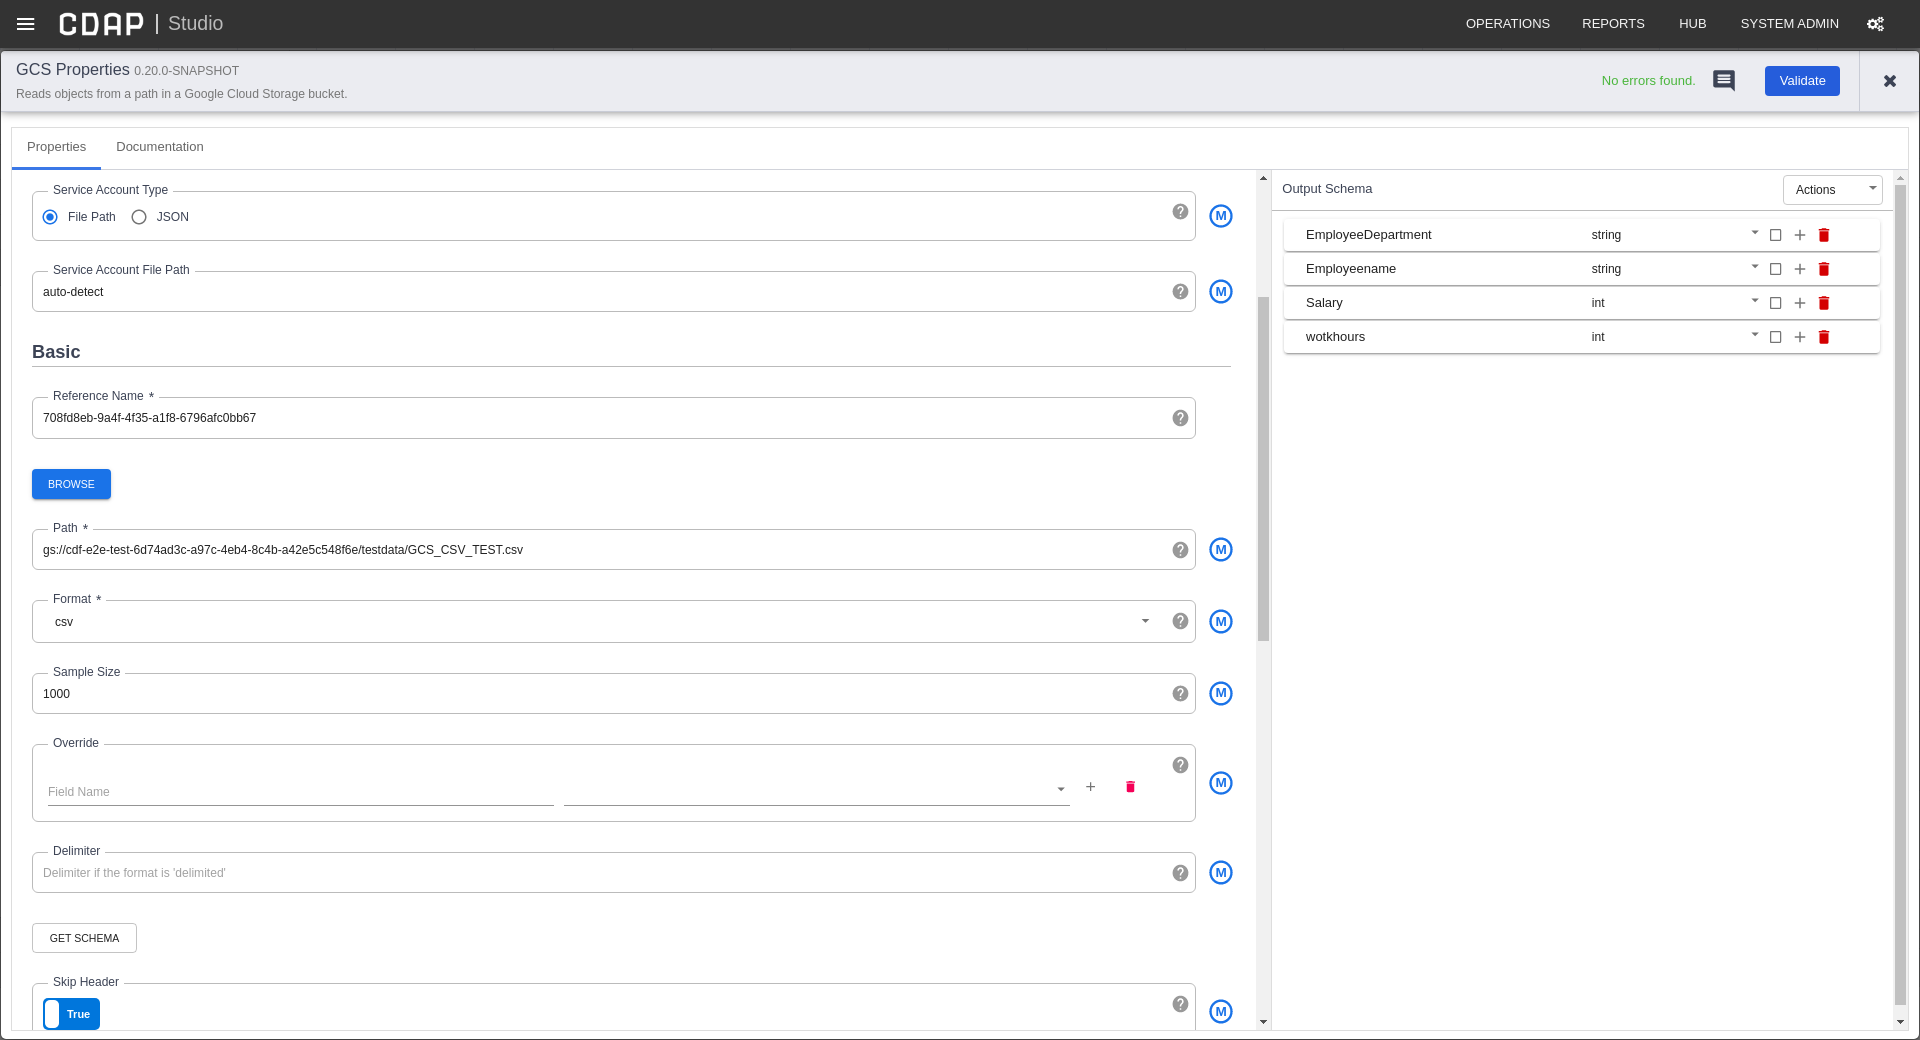 CDAP | Studio OPERATIONS REPORTS HUB SYSTEM ADMIN
GCS Properties 0.20.0-SNAPSHOT
Reads objects from a path in a Google Cloud Storage bucket.
No errors found. Validate
Properties Documentation
Service Account Type
File Path JSON
M
Service Account File Path
auto-detect
M
Basic
Reference Name *
708fd8eb-9a4f-4f35-a1f8-6796afc0bb67
BROWSE
Path *
gs://cdf-e2e-test-6d74ad3c-a97c-4eb4-8c4b-a42e5c548f6e/testdata/GCS_CSV_TEST.csv
M
Format *
csv
M
Sample Size
1000
M
Override
Field Name
M
Delimiter
Delimiter if the format is 'delimited'
M
GET SCHEMA
Skip Header
True
M
Output Schema Actions
EmployeeDepartment string
Employeename string
Salary int
wotkhours int